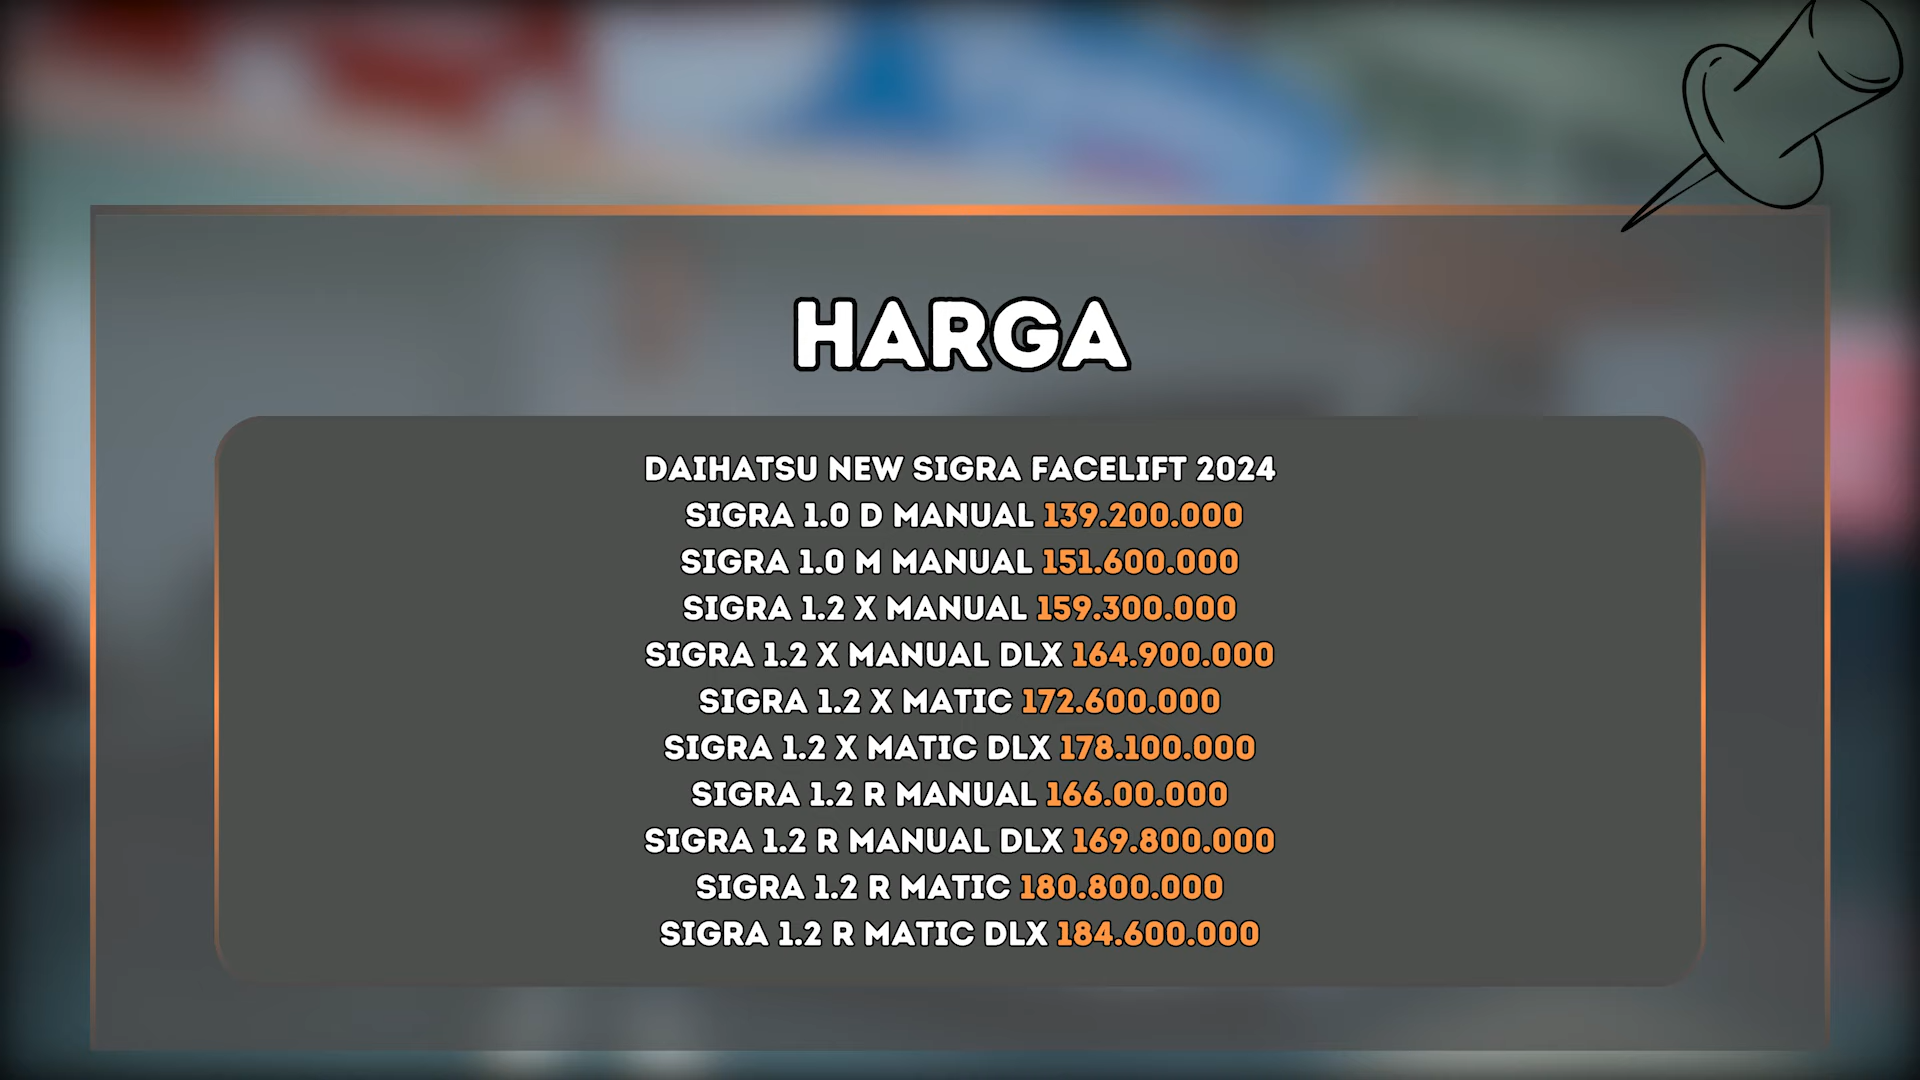 HARGA
DAIHATSU NEW SIGRA FACELIFT 2024
SIGRA 1.0 D MANUAL 139.200.000
SIGRA 1.0 M MANUAL 151.600.000
SIGRA 1.2 X MANUAL 159.300.000
SIGRA 1.2 X MANUAL DLX 164.900.000
SIGRA 1.2 X MATIC 172.600.000
SIGRA 1.2 X MATIC DLX 178.100.000
SIGRA 1.2 R MANUAL 166.00.000
SIGRA 1.2 R MANUAL DLX 169.800.000
SIGRA 1.2 R MATIC 180.800.000
SIGRA 1.2 R MATIC DLX 184.600.000